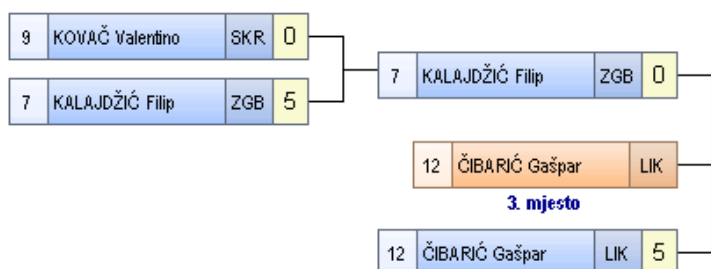 9 KOVAČ Valentino SKR 0
7 KALAJDŽIĆ Filip ZGB 5
7 KALAJDŽIĆ Filip ZGB 0
12 ČIBARIĆ Gašpar LIK
3. mjesto
12 ČIBARIĆ Gašpar LIK 5